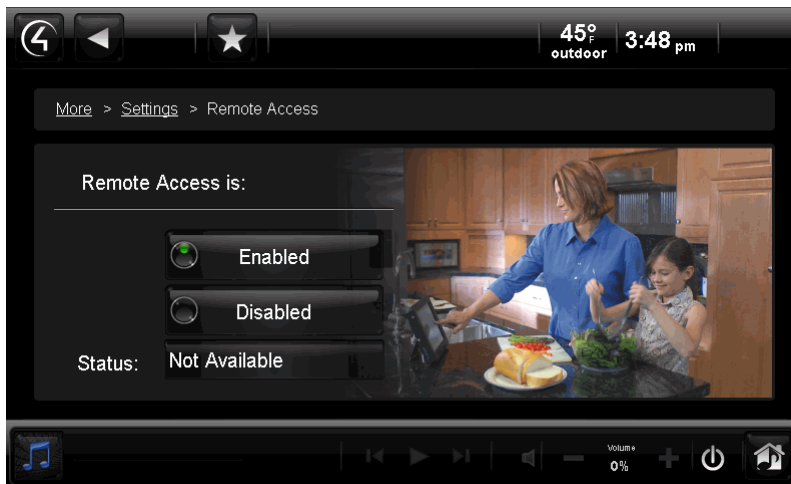 45°F
outdoor
3:48 pm
More > Settings > Remote Access
Remote Access is:
Enabled
Disabled
Status: Not Available
Volume
0%